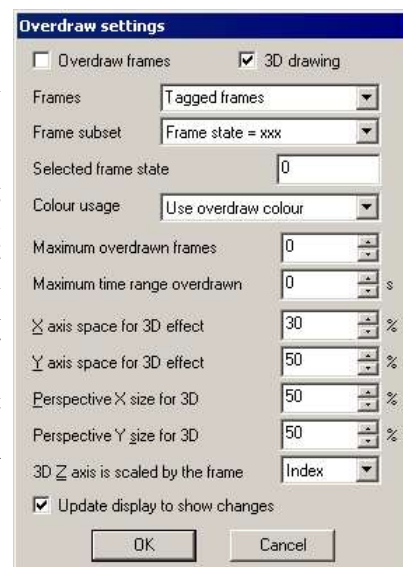 Overdraw settings
Overdraw frames 3D drawing
Frames Tagged frames
Frame subset Frame state = xxx
Selected frame state 0
Colour usage Use overdraw colour
Maximum overdrawn frames 0
Maximum time range overdrawn 0 s
X axis space for 3D effect 30 %
Y axis space for 3D effect 50 %
Perspective X size for 3D 50 %
Perspective Y size for 3D 50 %
3D Z axis is scaled by the frame Index
Update display to show changes
OK Cancel